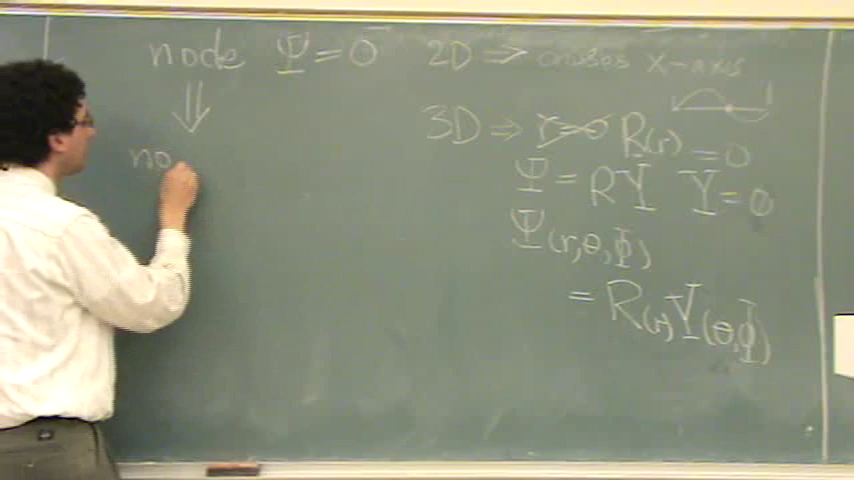 node Ψ = 0 2D ⇒ crosses x-axis
⇓
3D ⇒ r=0 R(r) = 0
no
Ψ = RY Y = 0
Ψ(r,θ,Φ)
= R(r)Y(θ,Φ)